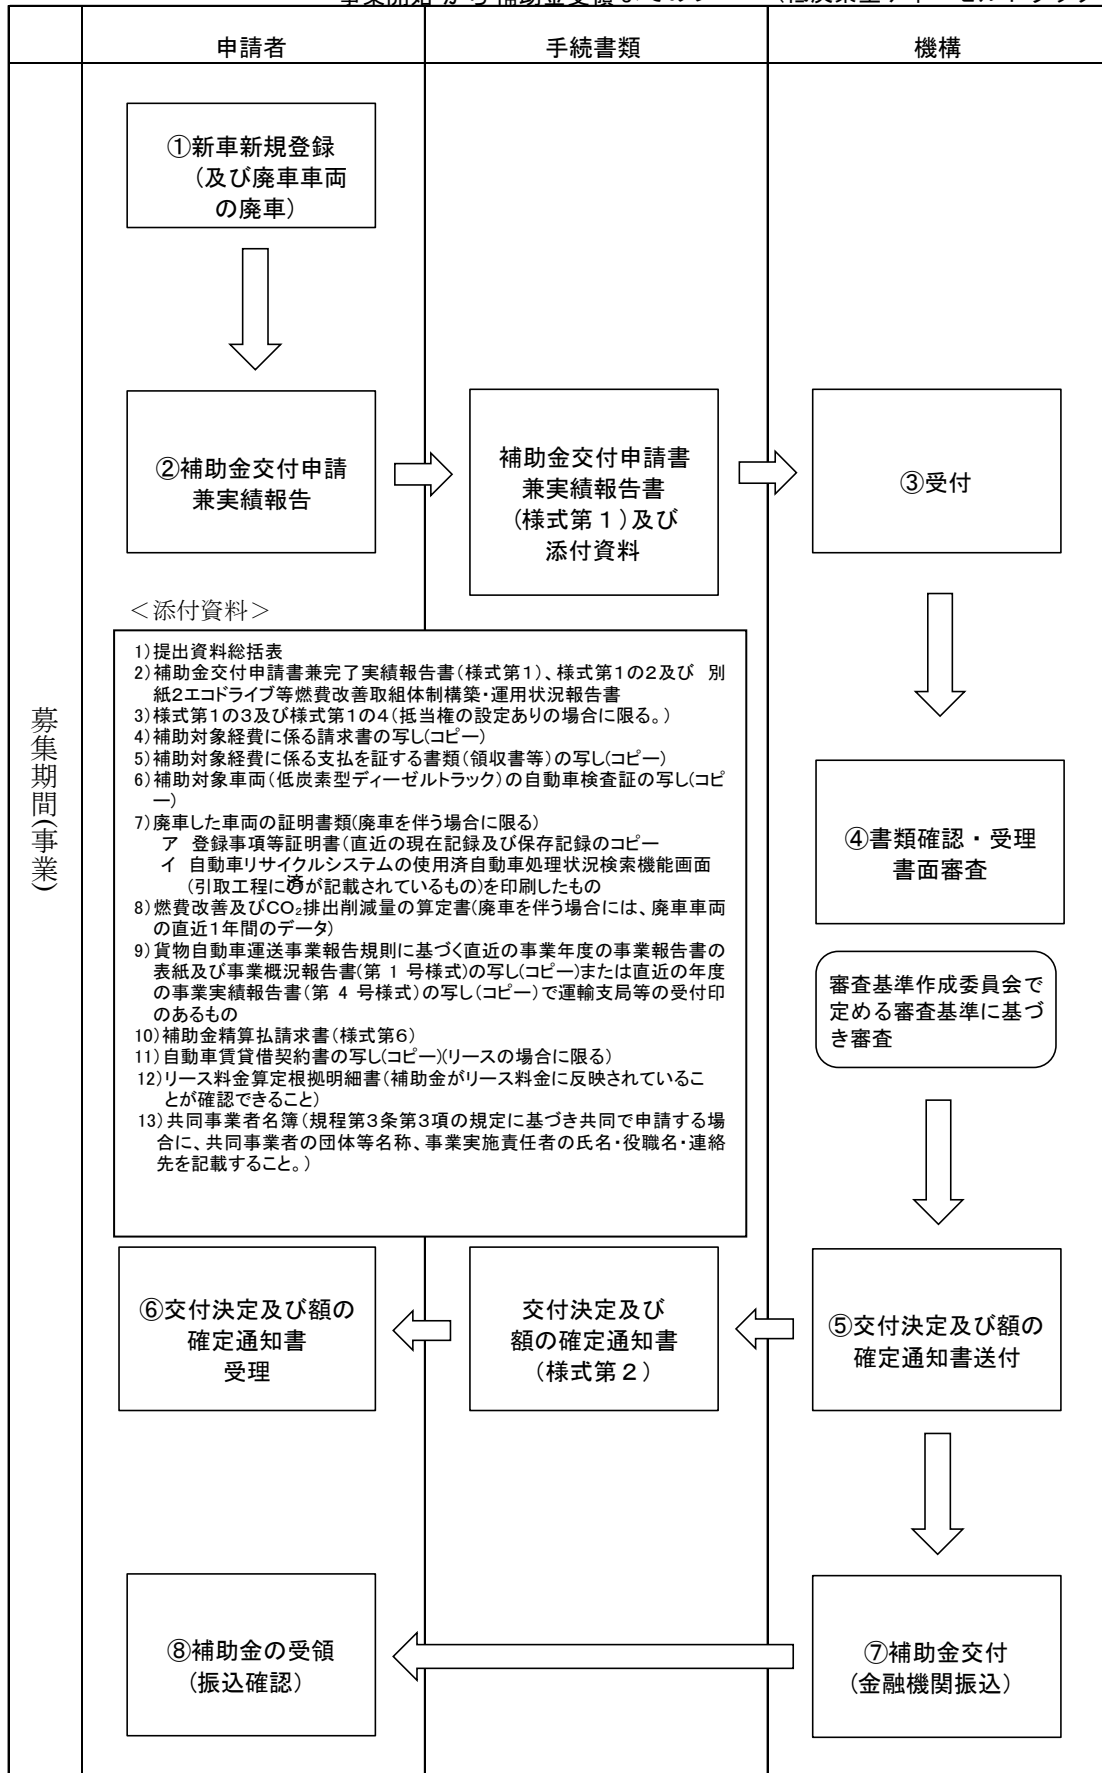 申請者
手続書類
機構
募集期間(事業)
①新車新規登録
(及び廃車車両
の廃車)
②補助金交付申請
兼実績報告
補助金交付申請書
兼実績報告書
(様式第１)及び
添付資料
③受付
＜添付資料＞
1)提出資料総括表
2)補助金交付申請書兼完了実績報告書(様式第1)、様式第1の2及び 別
紙2エコドライブ等燃費改善取組体制構築・運用状況報告書
3)様式第1の3及び様式第1の4(抵当権の設定ありの場合に限る。)
4)補助対象経費に係る請求書の写し(コピー)
5)補助対象経費に係る支払を証する書類(領収書等)の写し(コピー)
6)補助対象車両(低炭素型ディーゼルトラック)の自動車検査証の写し(コピ
ー)
7)廃車した車両の証明書類(廃車を伴う場合に限る)
ア 登録事項等証明書(直近の現在記録及び保存記録のコピー
イ 自動車リサイクルシステムの使用済自動車処理状況検索機能画面
(引取工程に済が記載されているもの)を印刷したもの
8)燃費改善及びCO₂排出削減量の算定書(廃車を伴う場合には、廃車車両
の直近1年間のデータ)
9)貨物自動車運送事業報告規則に基づく直近の事業年度の事業報告書の
表紙及び事業概況報告書(第 1 号様式)の写し(コピー)または直近の年度
の事業実績報告書(第 4 号様式)の写し(コピー)で運輸支局等の受付印
のあるもの
10)補助金精算払請求書(様式第6)
11)自動車賃貸借契約書の写し(コピー)(リースの場合に限る)
12)リース料金算定根拠明細書(補助金がリース料金に反映されているこ
とが確認できること)
13)共同事業者名簿(規程第3条第3項の規定に基づき共同で申請する場
合に、共同事業者の団体等名称、事業実施責任者の氏名・役職名・連絡
先を記載すること。)
④書類確認・受理
書面審査
審査基準作成委員会で
定める審査基準に基づ
き審査
⑥交付決定及び額の
確定通知書
受理
交付決定及び
額の確定通知書
(様式第２)
⑤交付決定及び額の
確定通知書送付
⑧補助金の受領
(振込確認)
⑦補助金交付
(金融機関振込)